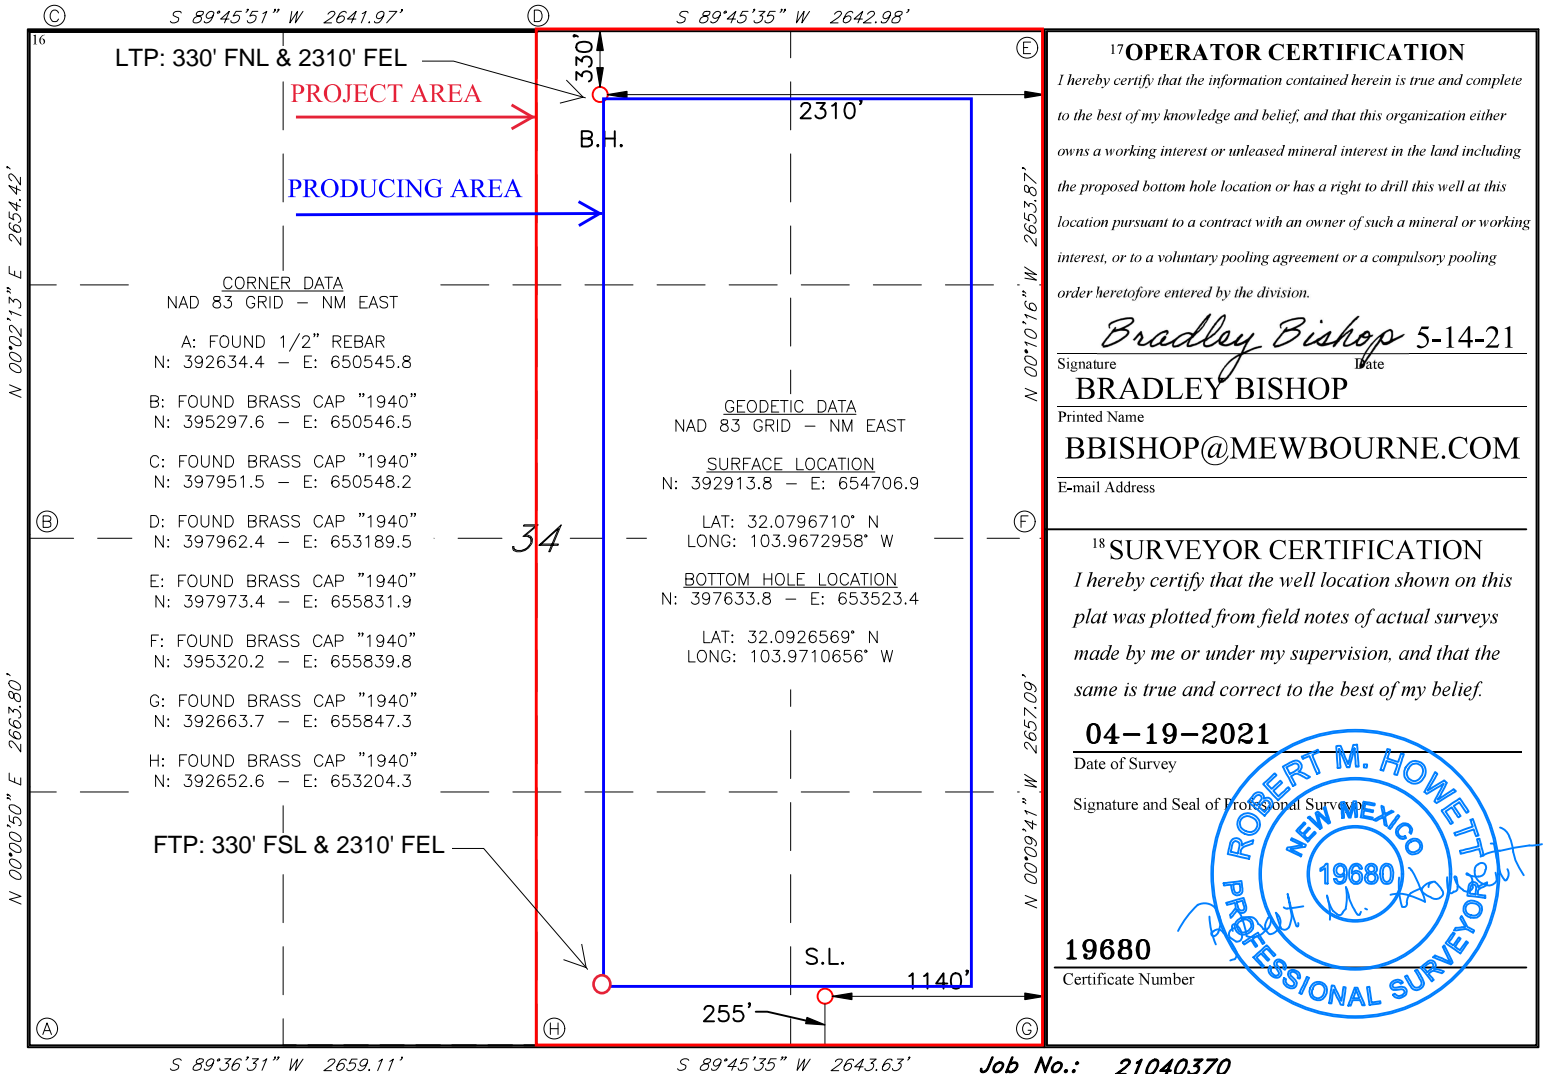 S 89°45'51" W 2641.97'
S 89°45'35" W 2642.98'
C
D
E
16
LTP: 330' FNL & 2310' FEL
330'
2310'
PROJECT AREA
B.H.
PRODUCING AREA
N 00°02'13" E 2654.42'
N 00°10'16" W 2653.87'
CORNER DATA
NAD 83 GRID – NM EAST
A: FOUND 1/2" REBAR
N: 392634.4 – E: 650545.8
B: FOUND BRASS CAP "1940"
N: 395297.6 – E: 650546.5
C: FOUND BRASS CAP "1940"
N: 397951.5 – E: 650548.2
D: FOUND BRASS CAP "1940"
N: 397962.4 – E: 653189.5
E: FOUND BRASS CAP "1940"
N: 397973.4 – E: 655831.9
F: FOUND BRASS CAP "1940"
N: 395320.2 – E: 655839.8
G: FOUND BRASS CAP "1940"
N: 392663.7 – E: 655847.3
H: FOUND BRASS CAP "1940"
N: 392652.6 – E: 653204.3
B
34
F
GEODETIC DATA
NAD 83 GRID – NM EAST
SURFACE LOCATION
N: 392913.8 – E: 654706.9
LAT: 32.0796710° N
LONG: 103.9672958° W
BOTTOM HOLE LOCATION
N: 397633.8 – E: 653523.4
LAT: 32.0926569° N
LONG: 103.9710656° W
N 00°00'50" E 2663.80'
N 00°09'41" W 2657.09'
FTP: 330' FSL & 2310' FEL
S.L.
1140'
255'
A
H
G
S 89°36'31" W 2659.11'
S 89°45'35" W 2643.63'
Job No.: 21040370
17 OPERATOR CERTIFICATION
I hereby certify that the information contained herein is true and complete
to the best of my knowledge and belief, and that this organization either
owns a working interest or unleased mineral interest in the land including
the proposed bottom hole location or has a right to drill this well at this
location pursuant to a contract with an owner of such a mineral or working
interest, or to a voluntary pooling agreement or a compulsory pooling
order heretofore entered by the division.
Bradley Bishop 5-14-21
Signature Date
BRADLEY BISHOP
Printed Name
BBISHOP@MEWBOURNE.COM
E-mail Address
18 SURVEYOR CERTIFICATION
I hereby certify that the well location shown on this
plat was plotted from field notes of actual surveys
made by me or under my supervision, and that the
same is true and correct to the best of my belief.
04-19-2021
Date of Survey
Signature and Seal of Professional Surveyor
ROBERT M. HOWETT
NEW MEXICO
19680
PROFESSIONAL SURVEYOR
Robert M. Howett
19680
Certificate Number